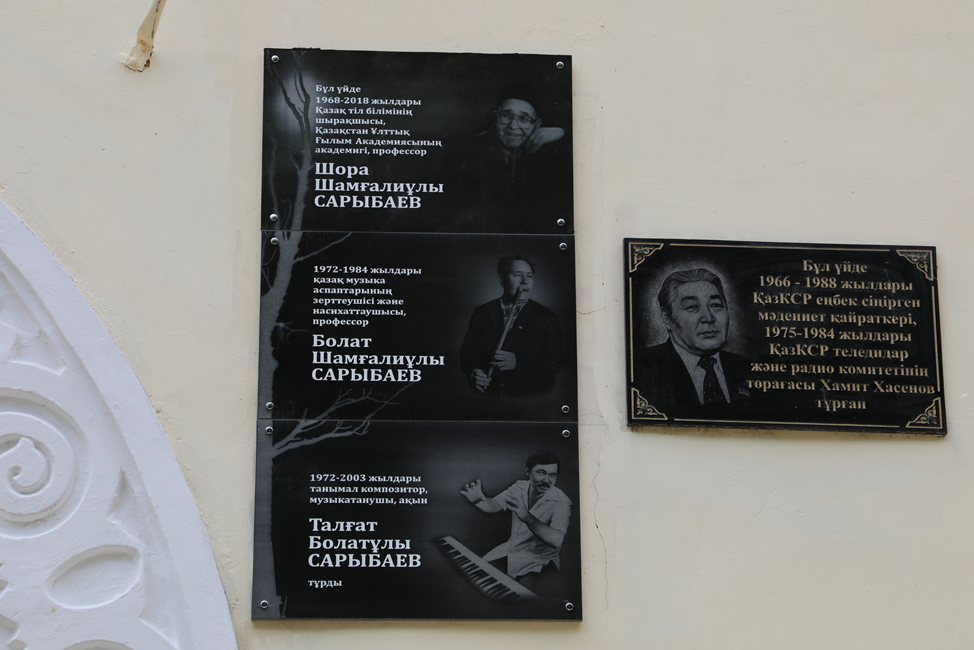 Бұл үйде
1968-2018 жылдары
Қазақ тіл білімінің
шырақшысы,
Қазақстан Ұлттық
Ғылым Академиясының
академигі, профессор
Шора
Шамғалиұлы
САРЫБАЕВ
1972-1984 жылдары
қазақ музыка
аспаптарының
зерттеушісі және
насихаттаушысы,
профессор
Болат
Шамғалиұлы
САРЫБАЕВ
1972-2003 жылдары
танымал композитор,
музыкатанушы, ақын
Талғат
Болатұлы
САРЫБАЕВ
тұрды
Бұл үйде
1966 - 1988 жылдары
ҚазКСР еңбек сіңірген
мәдениет қайраткері,
1975-1984 жылдары
ҚазКСР теледидар
және радио комитетінің
төрағасы Хамит Хасенов
тұрған